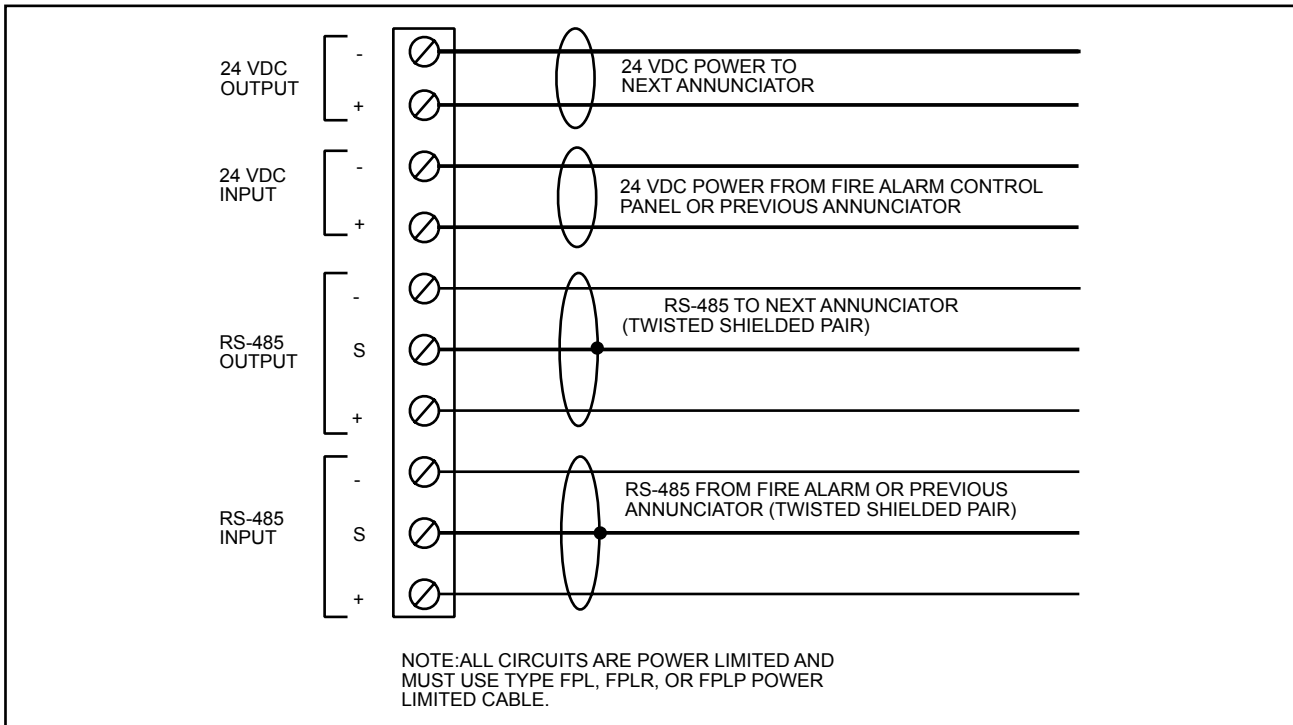 24 VDC
OUTPUT
-
+
24 VDC POWER TO
NEXT ANNUNCIATOR
24 VDC
INPUT
-
+
24 VDC POWER FROM FIRE ALARM CONTROL
PANEL OR PREVIOUS ANNUNCIATOR
RS-485
OUTPUT
-
S
+
RS-485 TO NEXT ANNUNCIATOR
(TWISTED SHIELDED PAIR)
RS-485
INPUT
-
S
+
RS-485 FROM FIRE ALARM OR PREVIOUS
ANNUNCIATOR (TWISTED SHIELDED PAIR)
NOTE:ALL CIRCUITS ARE POWER LIMITED AND
MUST USE TYPE FPL, FPLR, OR FPLP POWER
LIMITED CABLE.